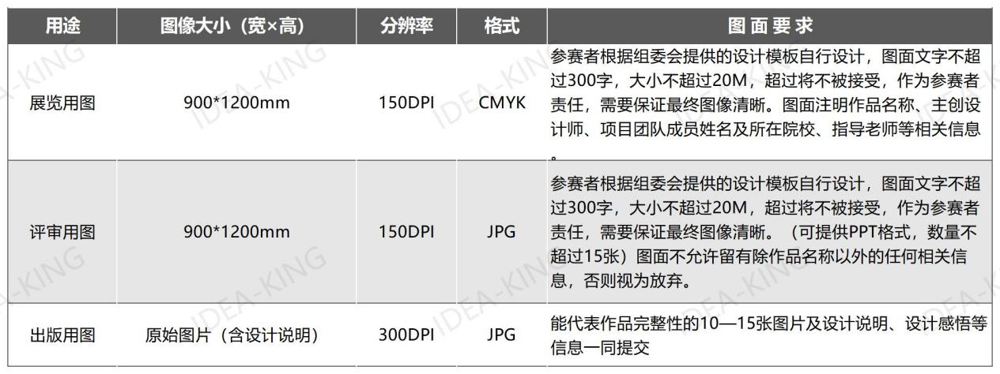 用途 图像大小（宽×高） 分辨率 格式 图 面 要 求
展览用图 900*1200mm 150DPI CMYK
参赛者根据组委会提供的设计模板自行设计，图面文字不超
过300字，大小不超过20M，超过将不被接受，作为参赛者
责任，需要保证最终图像清晰。图面注明作品名称、主创设
计师、项目团队成员姓名及所在院校、指导老师等相关信息
。
评审用图 900*1200mm 150DPI JPG
参赛者根据组委会提供的设计模板自行设计，图面文字不超
过300字，大小不超过20M，超过将不被接受，作为参赛者
责任，需要保证最终图像清晰。（可提供PPT格式，数量不
超过15张）图面不允许留有除作品名称以外的任何相关信
息，否则视为放弃。
出版用图 原始图片（含设计说明） 300DPI JPG
能代表作品完整性的10—15张图片及设计说明、设计感悟等
信息一同提交
IDEA-KING